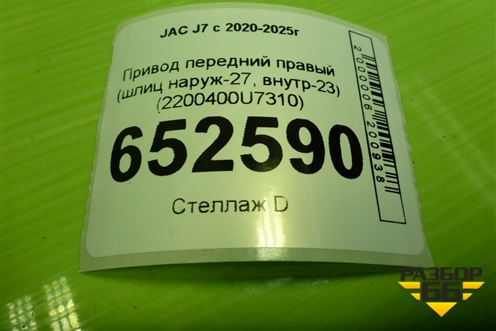 JAC J7 с 2020-2025г
Привод передний правый
(шлиц наруж-27, внутр-23)
(2200400U7310)
652590
Стеллаж D
2000006200938
РАЗБОР
66